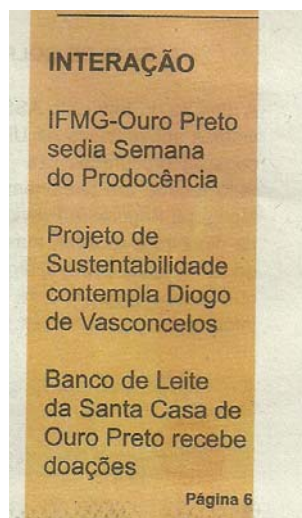 INTERAÇÃO
IFMG-Ouro Preto
sedia Semana
do Prodocência
Projeto de
Sustentabilidade
contempla Diogo
de Vasconcelos
Banco de Leite
da Santa Casa de
Ouro Preto recebe
doações
Página 6